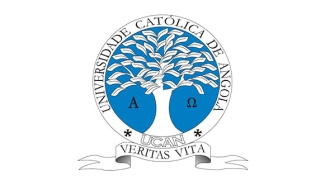 UNIVERSIDADE CATÓLICA DE ANGOLA
Α Ω
* UCAN *
VERITAS VITA